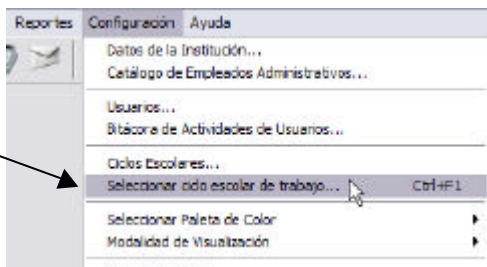 Reportes Configuración Ayuda
Datos de la Institución...
Catálogo de Empleados Administrativos...
Usuarios...
Bitácora de Actividades de Usuarios...
Ciclos Escolares...
Seleccionar ciclo escolar de trabajo... Ctrl+F1
Seleccionar Paleta de Color
Modalidad de Visualización